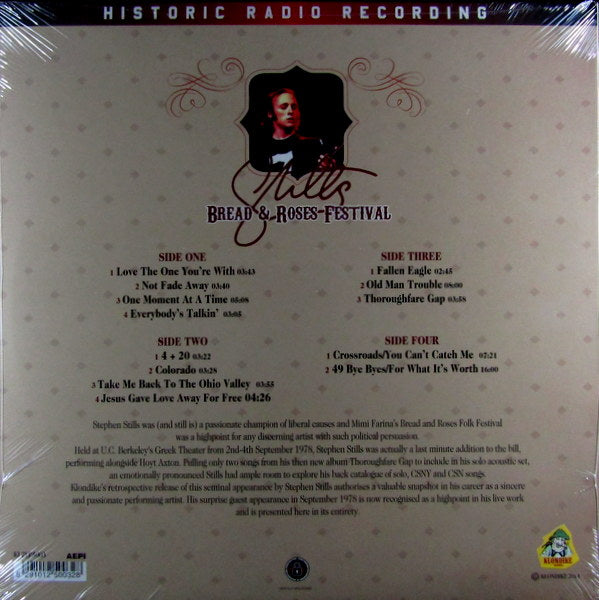 HISTORIC RADIO RECORDING
Stills
BREAD & ROSES FESTIVAL
SIDE ONE
1 Love The One You're With 03:43
2 Not Fade Away 03:40
3 One Moment At A Time 05:08
4 Everybody's Talkin' 03:05
SIDE TWO
1 4 + 20 03:22
2 Colorado 03:28
3 Take Me Back To The Ohio Valley 03:55
4 Jesus Gave Love Away For Free 04:26
SIDE THREE
1 Fallen Eagle 02:45
2 Old Man Trouble 08:00
3 Thoroughfare Gap 03:58
SIDE FOUR
1 Crossroads/You Can't Catch Me 07:21
2 49 Bye Byes/For What It's Worth 16:00
Stephen Stills was (and still is) a passionate champion of liberal causes and Mimi Farina's Bread and Roses Folk Festival
was a highpoint for any discerning artist with such political persuasion.
Held at U.C. Berkeley's Greek Theater from 2nd-4th September 1978, Stephen Stills was actually a last minute addition to the bill,
performing alongside Hoyt Axton. Pulling only two songs from his then new album Thoroughfare Gap to include in his solo acoustic set,
an emotionally pronounced Stills had ample room to explore his back catalogue of solo, CSNY and CSN songs.
Klondike's retrospective release of this seminal appearance by Stephen Stills authorises a valuable snapshot in his career as a sincere
and passionate performing artist. His surprise guest appearance in September 1978 is now recognised as a highpoint in his live work
and is presented here in its entirety.
AEPI
8 291012 500328
KLONDIKE
© KLONDIKE 2014